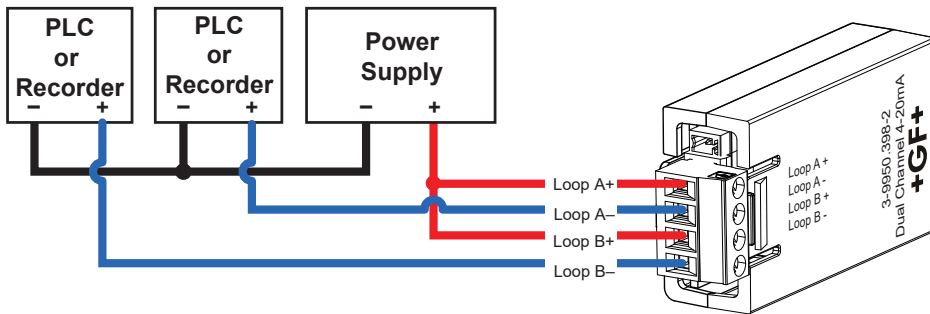 PLC
or
Recorder
− +
PLC
or
Recorder
− +
Power
Supply
− +
Loop A+
Loop A–
Loop B+
Loop B–
Loop A +
Loop A -
Loop B +
Loop B -
3-9950.398-2
Dual Channel 4-20mA
+GF+